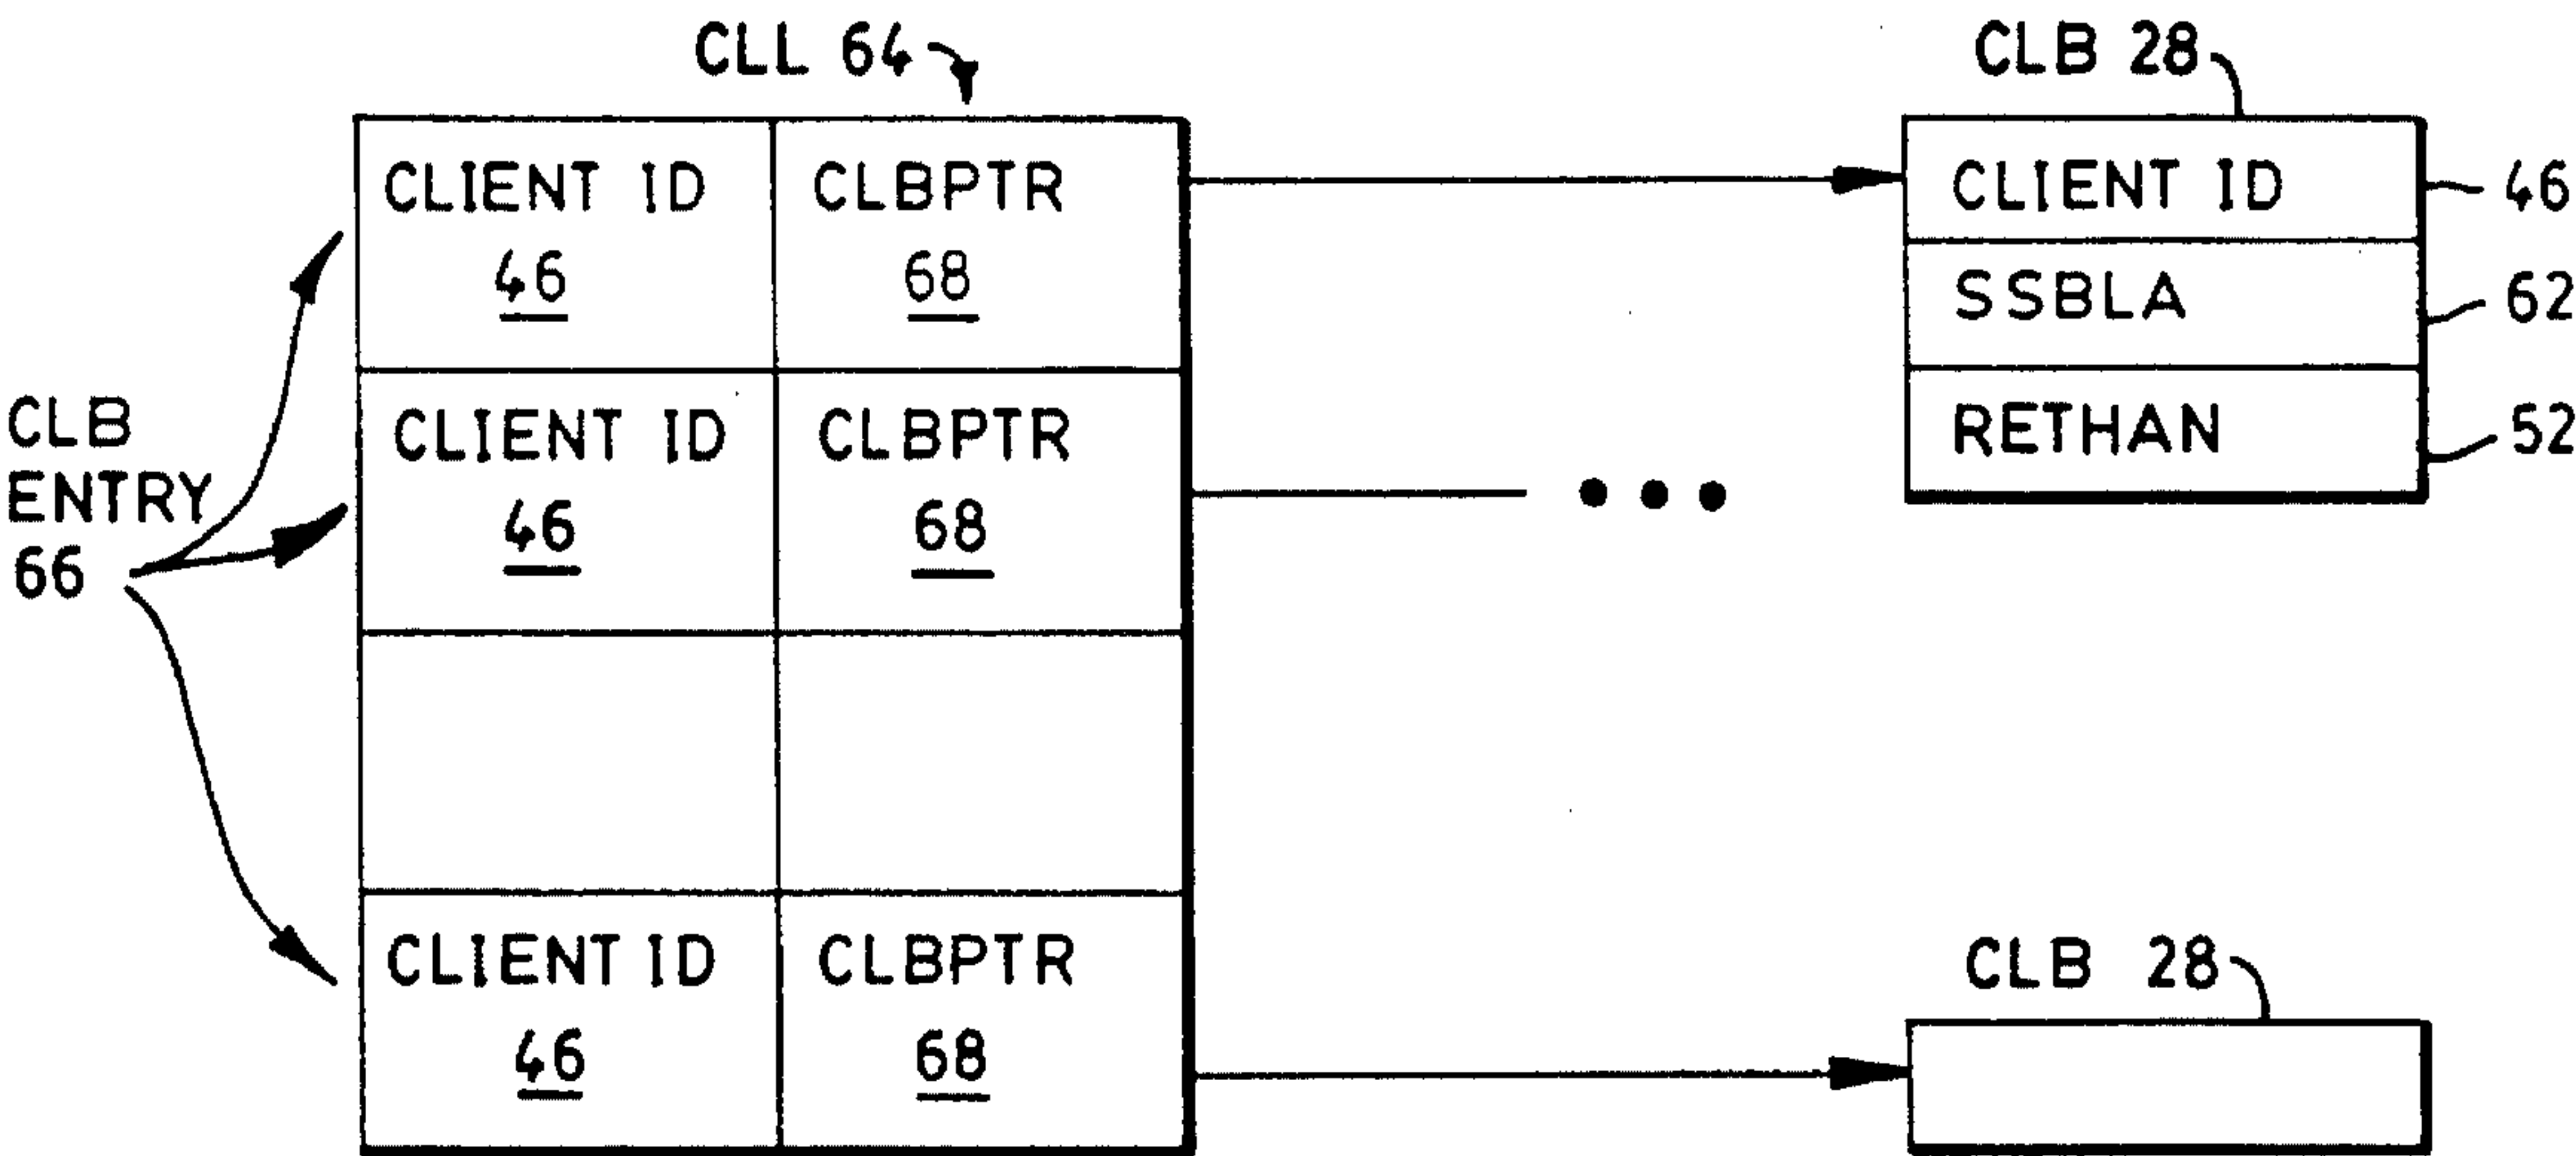 CLL 64
CLB 28
CLIENT ID
46
CLBPTR
68
CLIENT ID
46
SSBLA
62
RETHAN
52
CLB
ENTRY
66
CLIENT ID
46
CLBPTR
68
CLIENT ID
46
CLBPTR
68
CLB 28